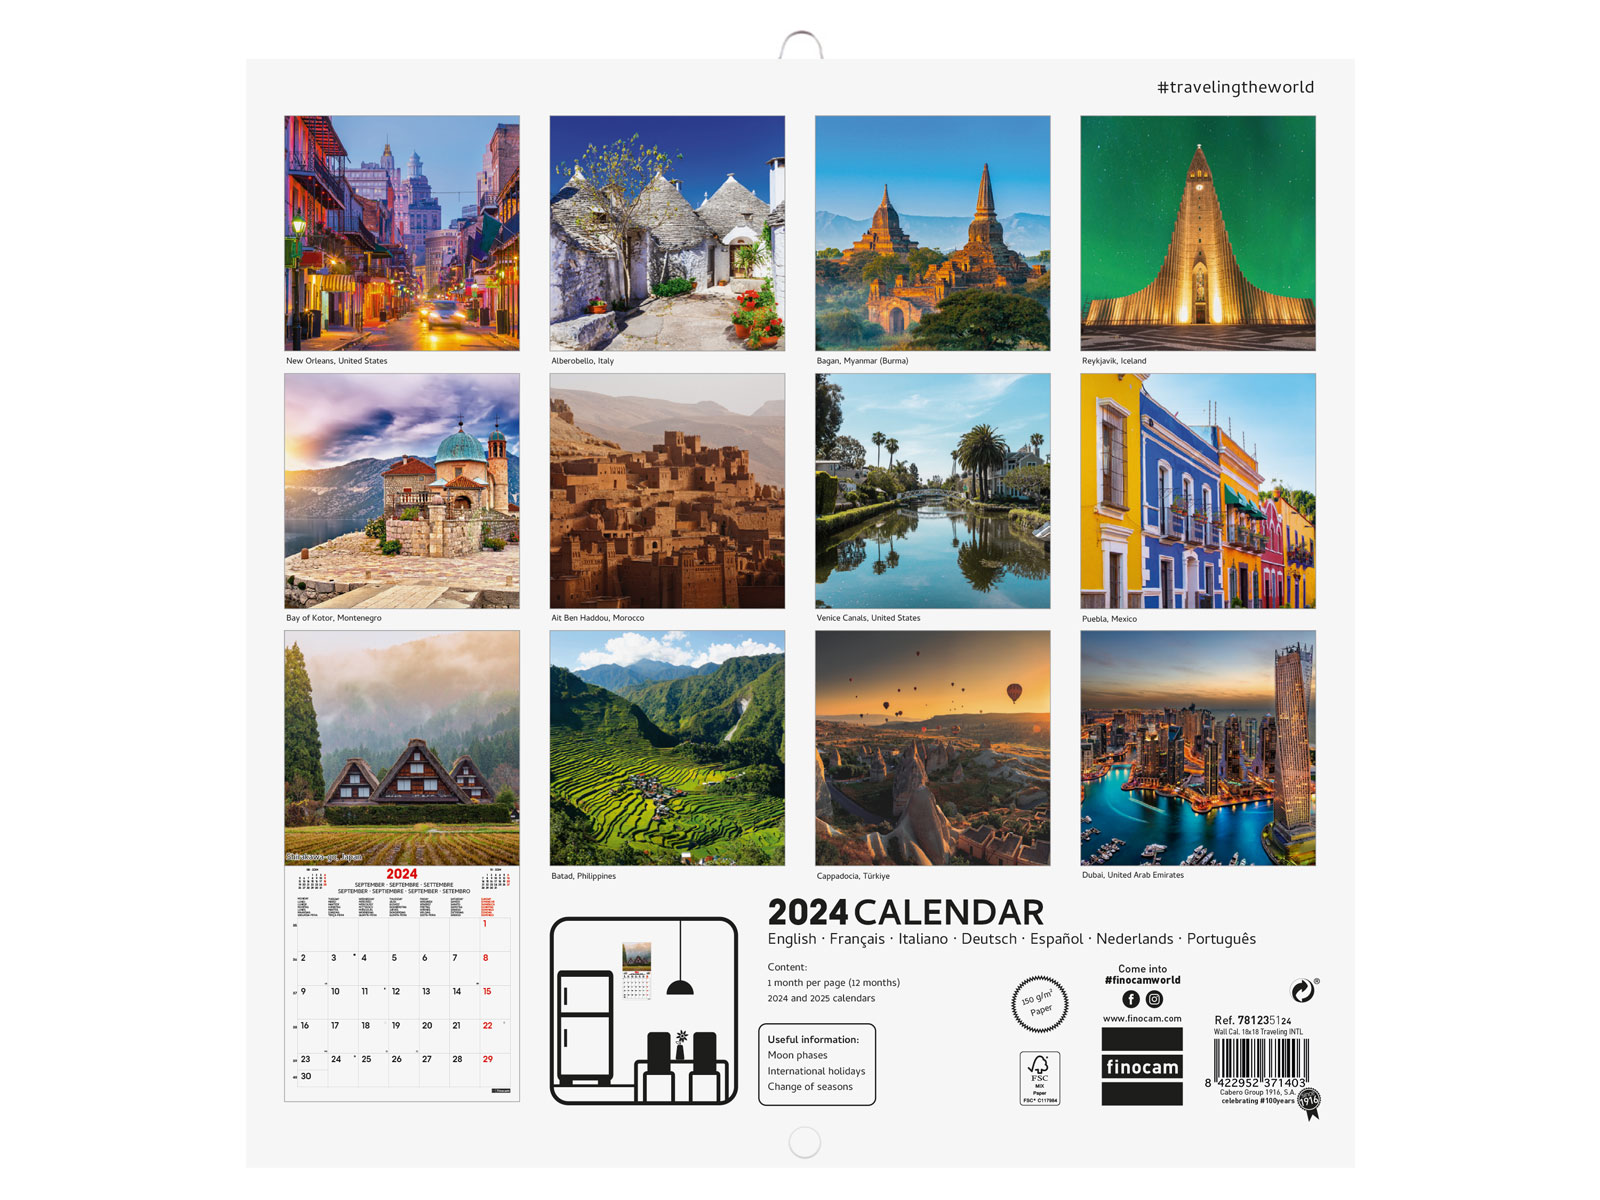 #travelingtheworld
New Orleans, United States
Alberobello, Italy
Bagan, Myanmar (Burma)
Reykjavik, Iceland
Bay of Kotor, Montenegro
Ait Ben Haddou, Morocco
Venice Canals, United States
Puebla, Mexico
Shirakawa-go, Japan
Batad, Philippines
Cappadocia, Türkiye
Dubai, United Arab Emirates
2024
SEPTEMBER · SEPTEMBRE · SETTEMBRE
SEPTEMBER · SEPTIEMBRE · SEPTEMBER · SETEMBRO
1
2 3 4 5 6 7 8
9 10 11 12 13 14 15
16 17 18 19 20 21 22
23 24 25 26 27 28 29
30
2024 CALENDAR
English · Français · Italiano · Deutsch · Español · Nederlands · Português
Content:
1 month per page (12 months)
2024 and 2025 calendars
Useful information:
Moon phases
International holidays
Change of seasons
150 g/m²
Paper
FSC
MIX
Paper
FSC® C117984
Come into
#finocamworld
www.finocam.com
finocam
®
Ref. 781235124
Wall Cal. 18x18 Traveling INTL
8 422952 371403
Cabero Group 1916, S.A.
celebrating #100years
1916